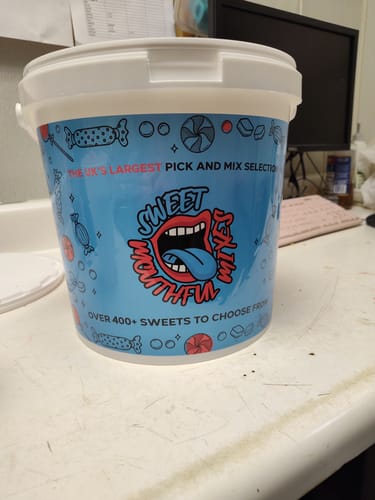 THE UK'S LARGEST PICK AND MIX SELECTION
SWEET
MOUTHFUL
MIXES
OVER 400+ SWEETS TO CHOOSE FROM